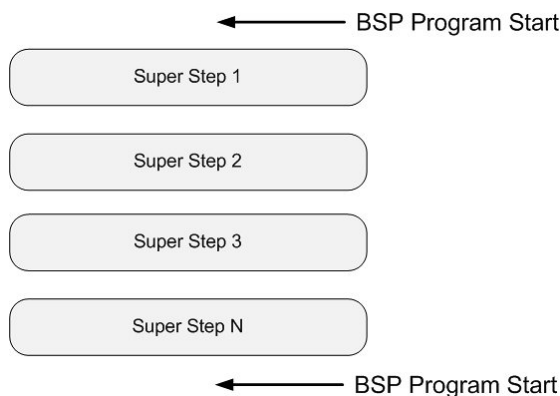 BSP Program Start
Super Step 1
Super Step 2
Super Step 3
Super Step N
BSP Program Start